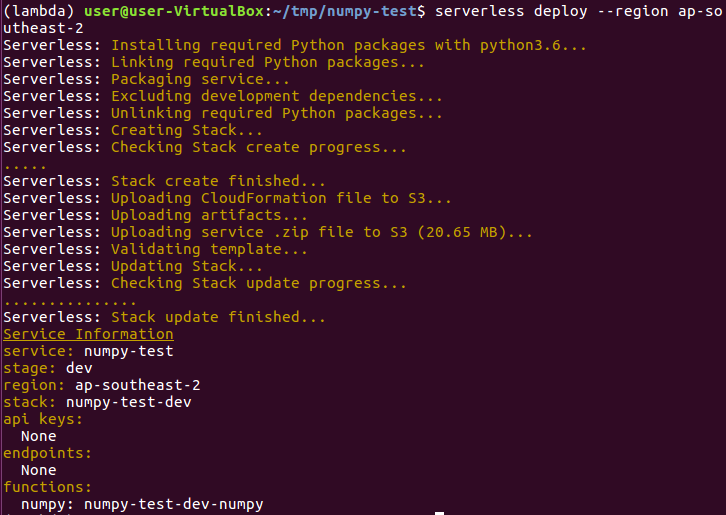 (lambda) user@user-VirtualBox:~/tmp/numpy-test$ serverless deploy --region ap-so
utheast-2
Serverless: Installing required Python packages with python3.6...
Serverless: Linking required Python packages...
Serverless: Packaging service...
Serverless: Excluding development dependencies...
Serverless: Unlinking required Python packages...
Serverless: Creating Stack...
Serverless: Checking Stack create progress...
.....
Serverless: Stack create finished...
Serverless: Uploading CloudFormation file to S3...
Serverless: Uploading artifacts...
Serverless: Uploading service .zip file to S3 (20.65 MB)...
Serverless: Validating template...
Serverless: Updating Stack...
Serverless: Checking Stack update progress...
...............
Serverless: Stack update finished...
Service Information
service: numpy-test
stage: dev
region: ap-southeast-2
stack: numpy-test-dev
api keys:
  None
endpoints:
  None
functions:
  numpy: numpy-test-dev-numpy